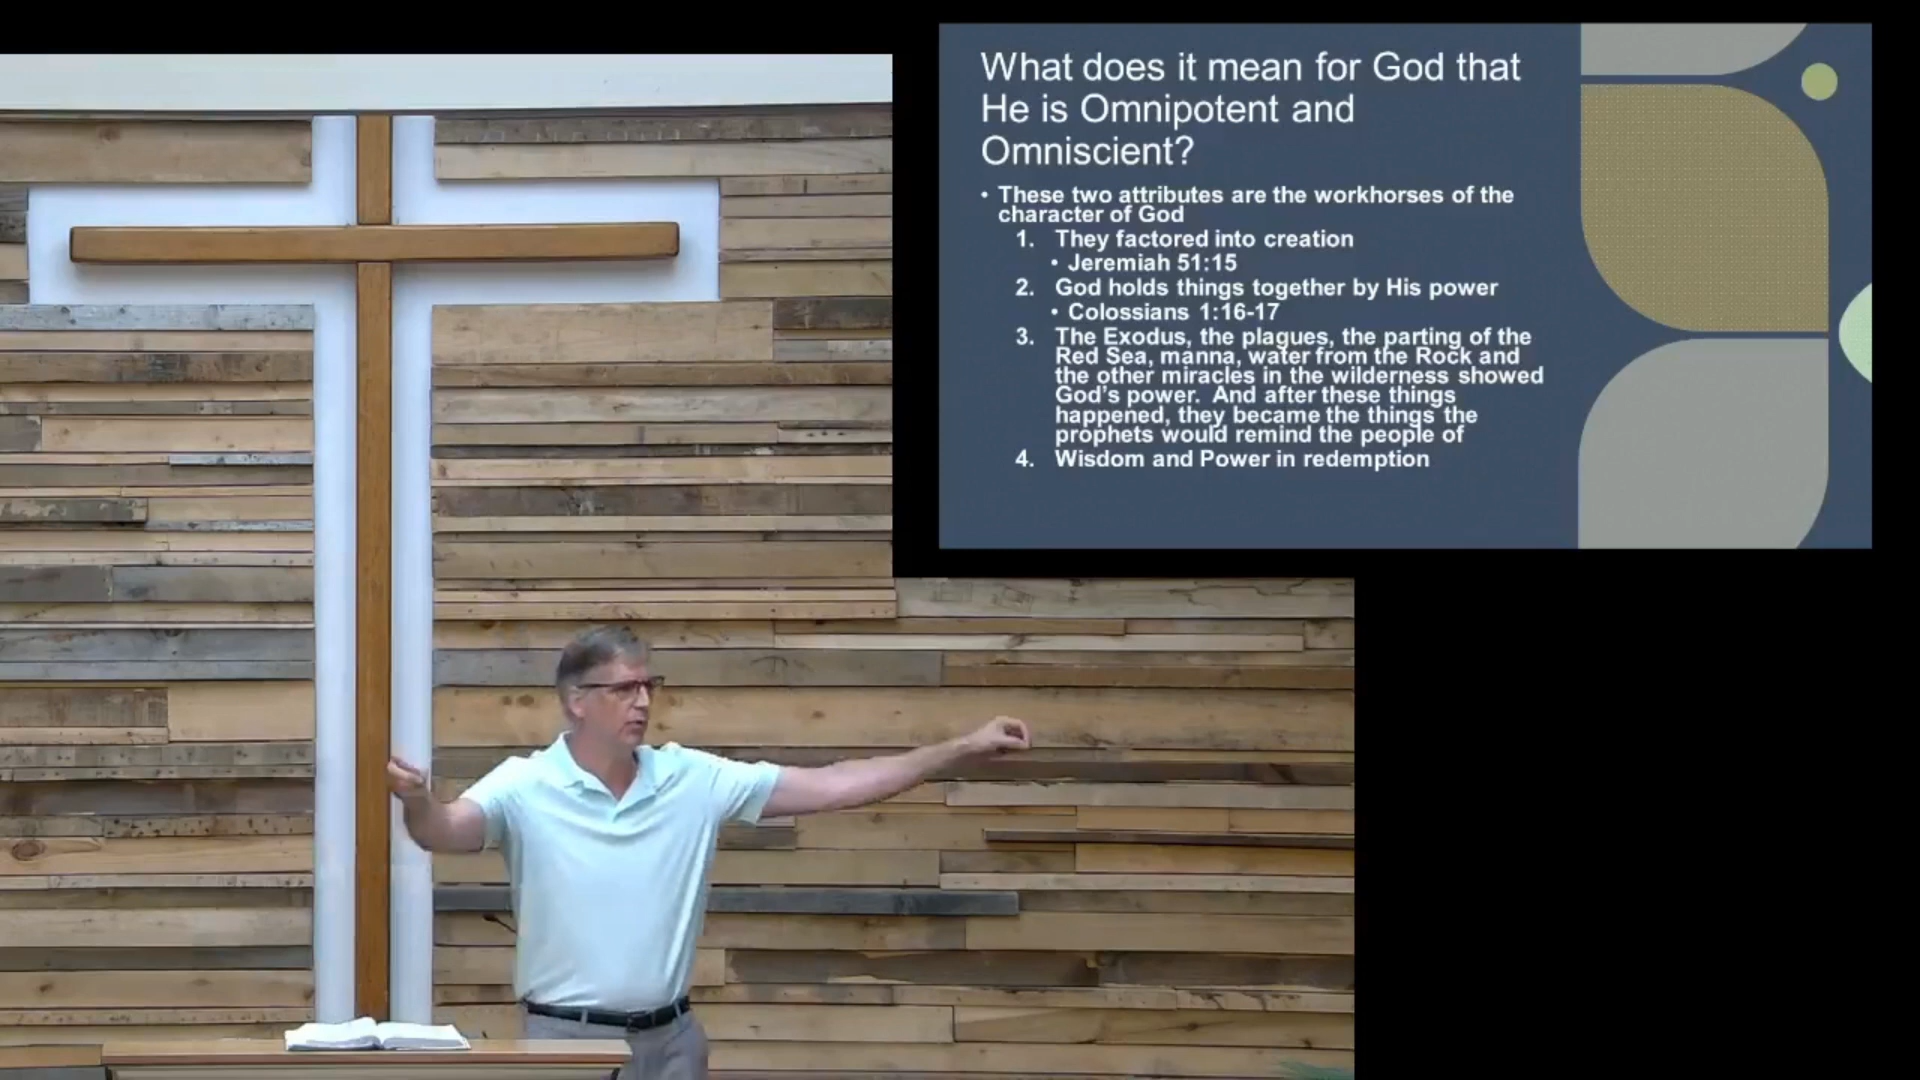 What does it mean for God that
He is Omnipotent and
Omniscient?
• These two attributes are the workhorses of the
character of God
1. They factored into creation
• Jeremiah 51:15
2. God holds things together by His power
• Colossians 1:16-17
3. The Exodus, the plagues, the parting of the
Red Sea, manna, water from the Rock and
the other miracles in the wilderness showed
God's power. And after these things
happened, they became the things the
prophets would remind the people of
4. Wisdom and Power in redemption